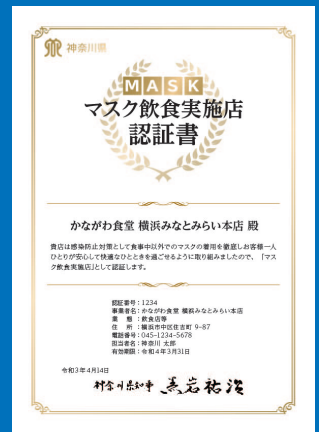 神奈川県
MASK
マスク飲食実施店
認証書
かながわ食堂 横浜みなとみらい本店 殿
貴店は感染防止対策として食事中以外でのマスクの着用を徹底しお客様一人
ひとりが安心して快適なひとときを過ごせるように取り組みましたので、「マス
ク飲食実施店」として認証します。
認証番号：1234
事業者名：かながわ食堂 横浜みなとみらい本店
業　態：飲食店等
住　所：横浜市中区住吉町 9-87
電話番号：045-1234-5678
担当者名：神奈川 太郎
有効期限：令和4年3月31日
令和3年4月14日
神奈川県知事 黒岩祐治